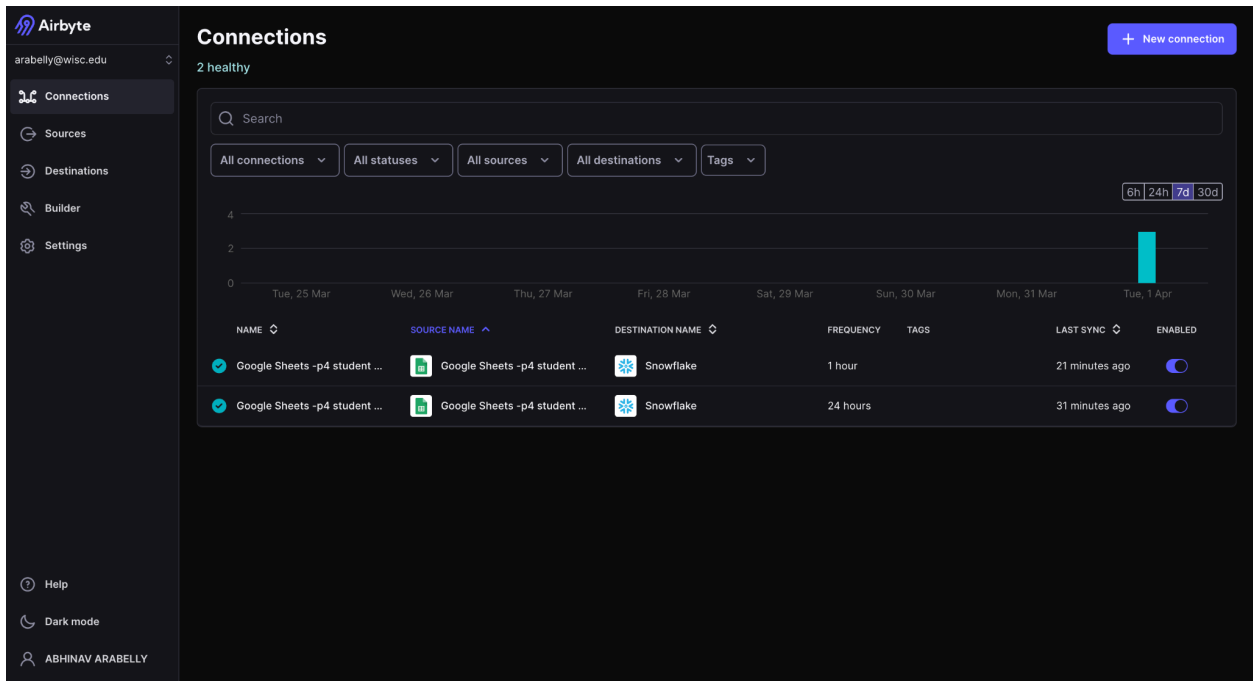 Airbyte
arabelly@wisc.edu
Connections
Sources
Destinations
Builder
Settings
Help
Dark mode
ABHINAV ARABELLY
Connections
New connection
2 healthy
Search
All connections All statuses All sources All destinations Tags
6h 24h 7d 30d
4
2
0
Tue, 25 Mar Wed, 26 Mar Thu, 27 Mar Fri, 28 Mar Sat, 29 Mar Sun, 30 Mar Mon, 31 Mar Tue, 1 Apr
NAME SOURCE NAME DESTINATION NAME FREQUENCY TAGS LAST SYNC ENABLED
Google Sheets -p4 student ... Google Sheets -p4 student ... Snowflake 1 hour 21 minutes ago
Google Sheets -p4 student ... Google Sheets -p4 student ... Snowflake 24 hours 31 minutes ago